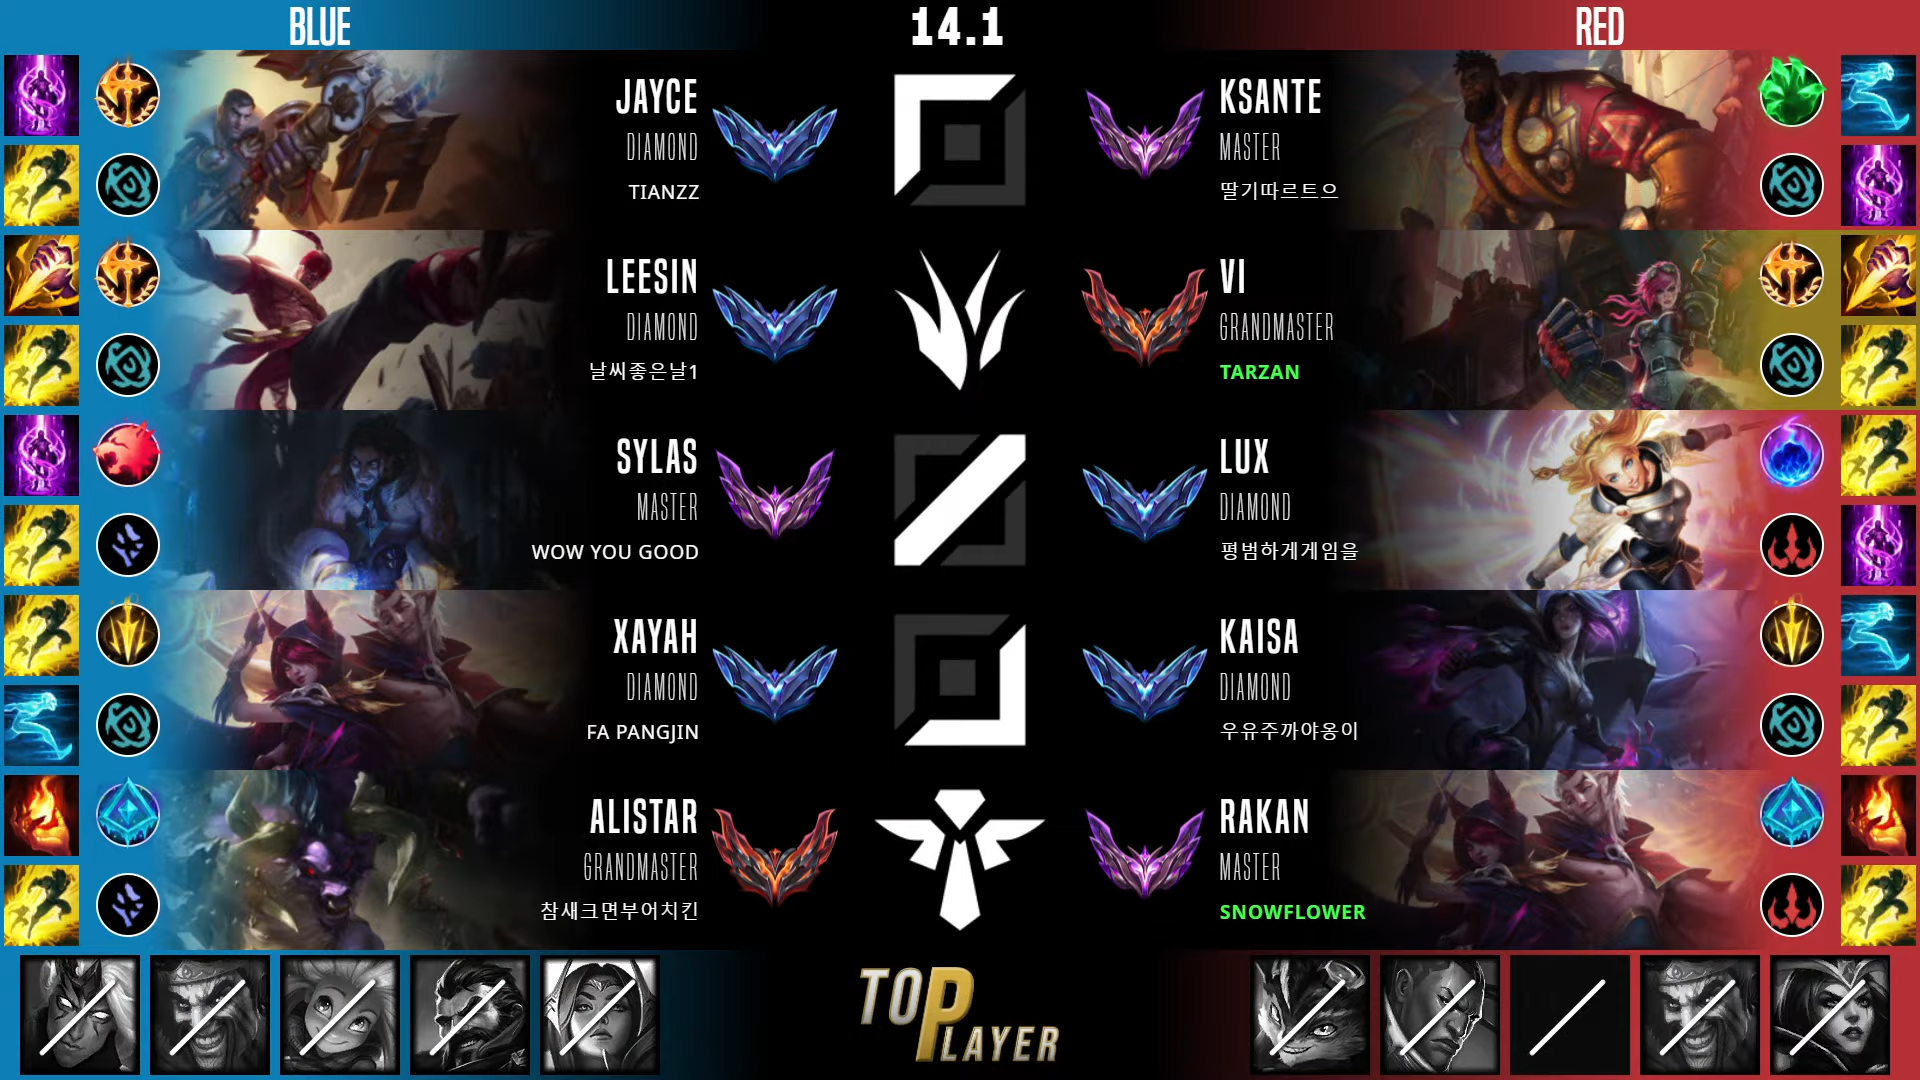 BLUE
14.1
RED
JAYCE
DIAMOND
TIANZZ
KSANTE
MASTER
딸기따르트으
LEESIN
DIAMOND
날씨좋은날1
VI
GRANDMASTER
TARZAN
SYLAS
MASTER
WOW YOU GOOD
LUX
DIAMOND
평범하게게임을
XAYAH
DIAMOND
FA PANGJIN
KAISA
DIAMOND
우유주까야옹이
ALISTAR
GRANDMASTER
참새크면부어치킨
RAKAN
MASTER
SNOWFLOWER
TOP
LAYER